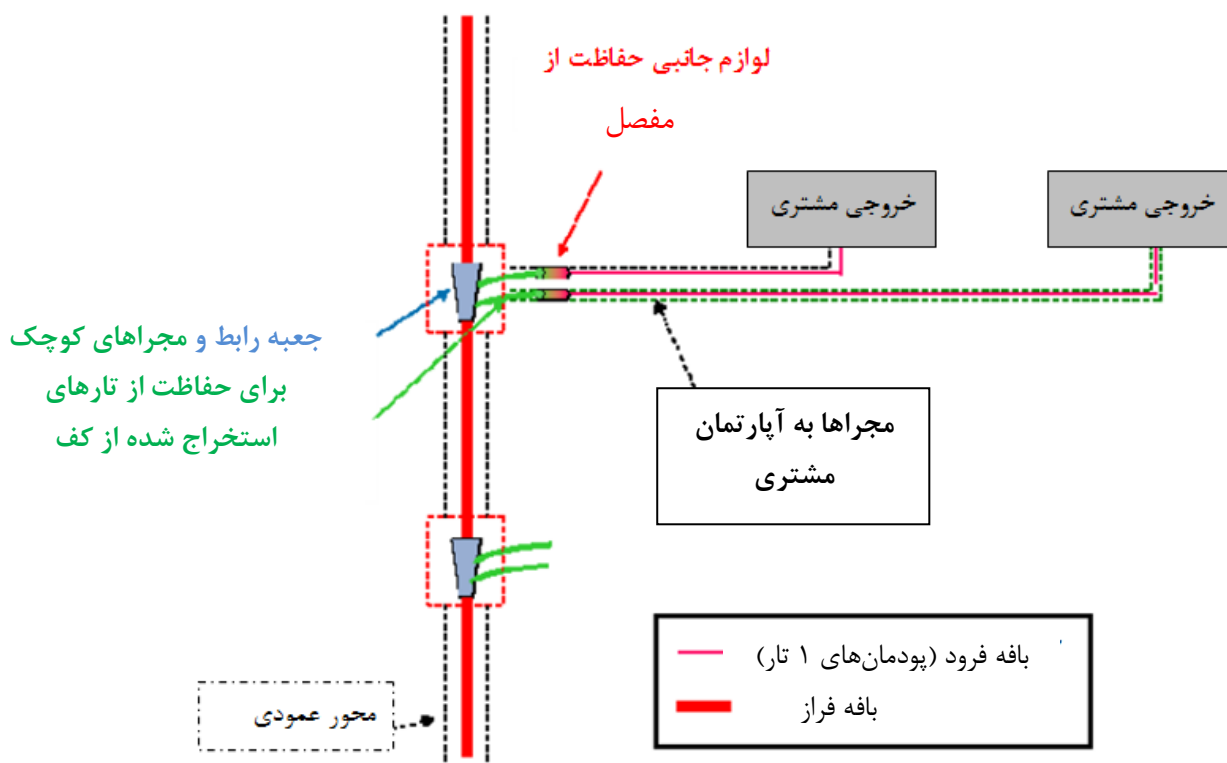 لوازم جانبی حفاظت از
مفصل
خروجی مشتری
خروجی مشتری
جعبه رابط و مجراهای کوچک
برای حفاظت از تارهای
استخراج شده از کف
مجراها به آپارتمان
مشتری
بافه فرود (پودمان‌های ۱ تار)
بافه فراز
محور عمودی